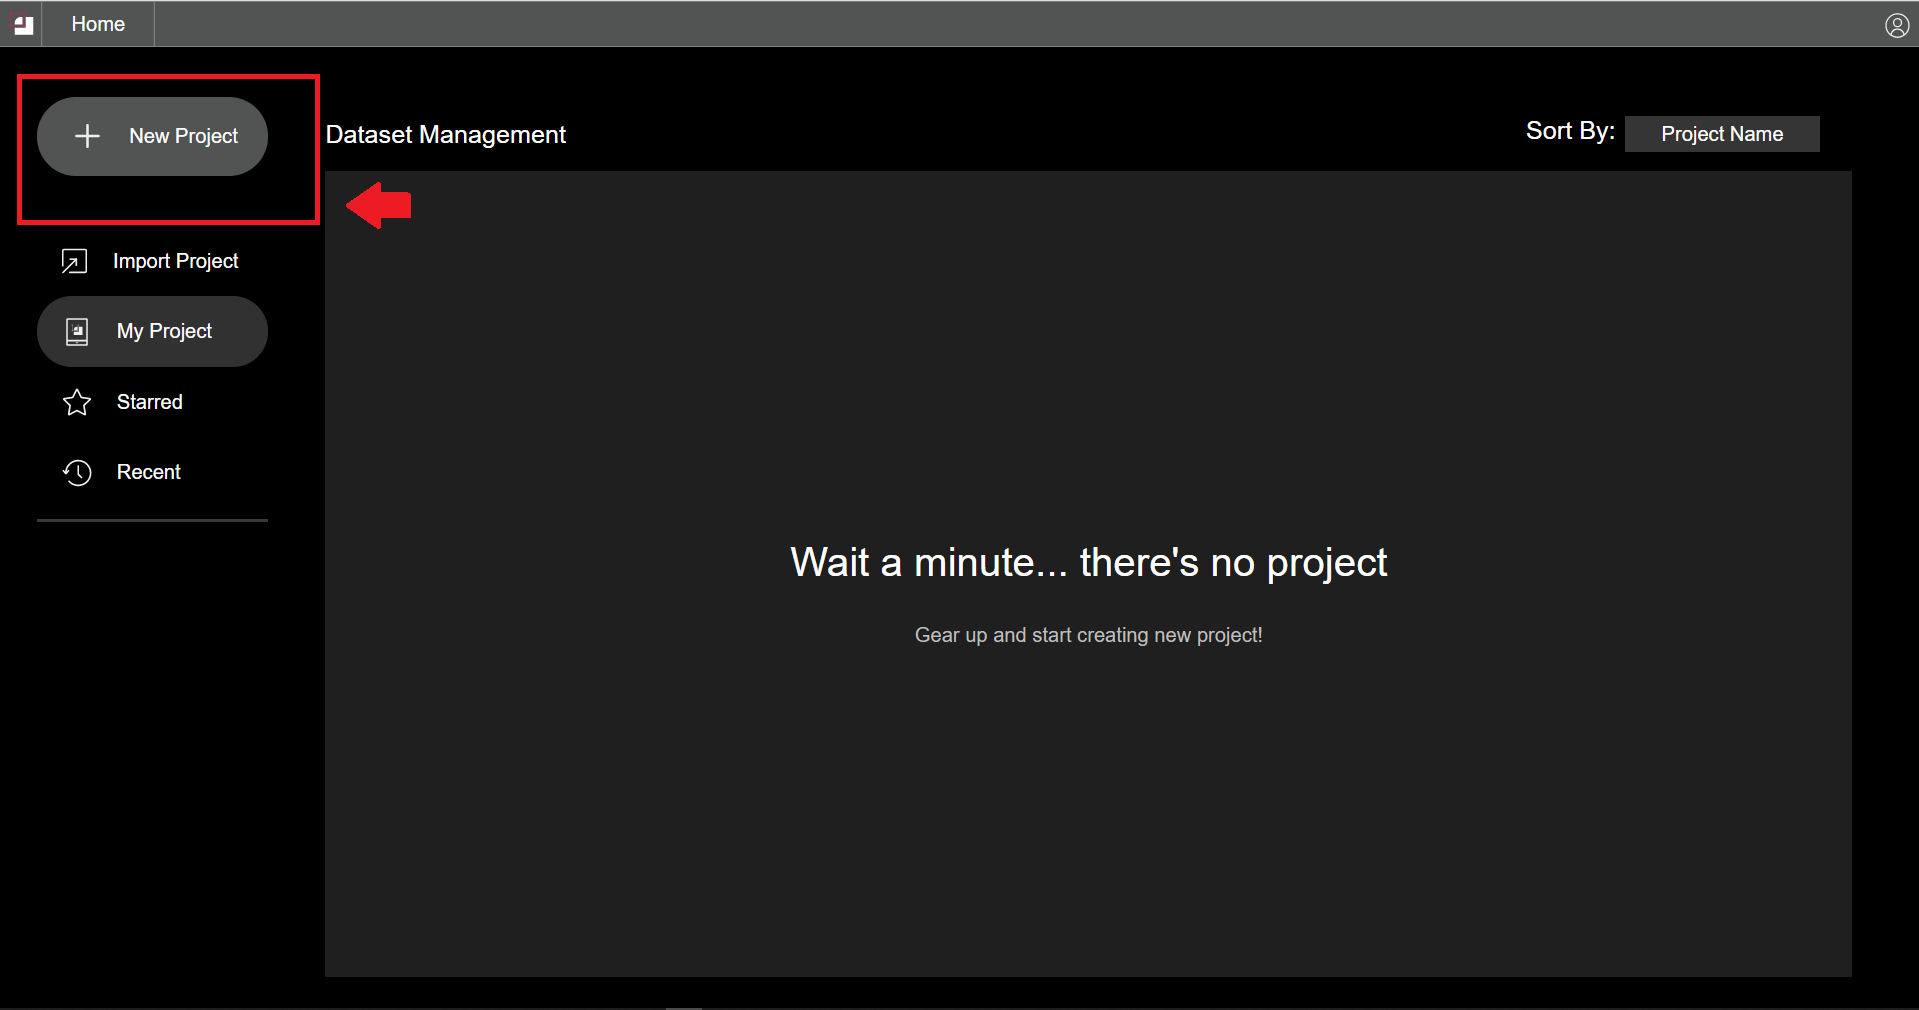 Home
New Project
Dataset Management
Sort By:
Project Name
Import Project
My Project
Starred
Recent
Wait a minute... there's no project
Gear up and start creating new project!